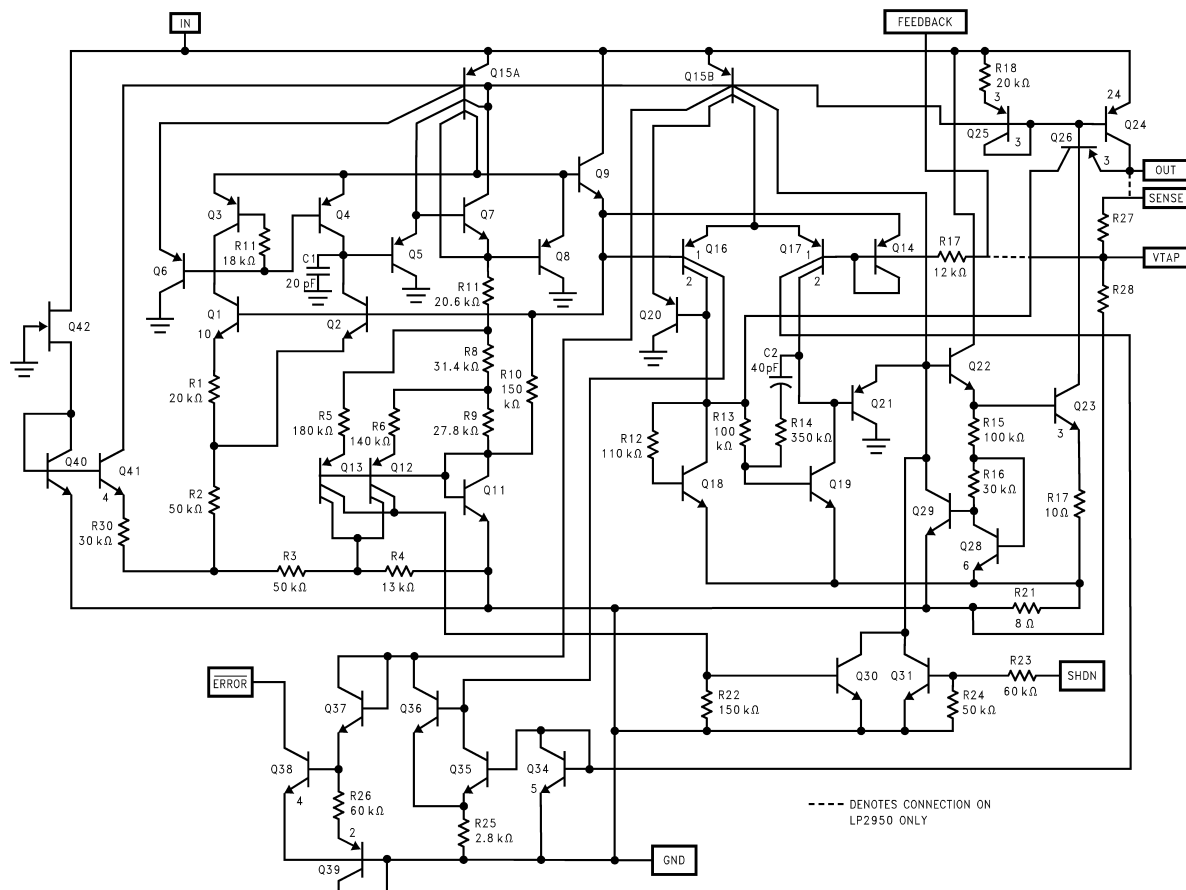 IN
FEEDBACK
Q15A
Q15B
R18
20 kΩ
3
24
Q25
3
Q26
Q24
3
OUT
SENSE
Q9
Q3
Q4
Q7
R11
18 kΩ
Q5
Q8
Q6
C1
20 pF
Q16
1
2
Q17
1
2
Q14
R17
12 kΩ
R27
VTAP
R28
R11
20.6 kΩ
Q42
Q1
10
Q2
Q20
R8
31.4 kΩ
R10
150
kΩ
C2
40pF
Q22
R1
20 kΩ
R5
180 kΩ
R6
140 kΩ
R9
27.8 kΩ
R12
110 kΩ
R13
100
kΩ
R14
350 kΩ
Q21
Q23
3
R15
100 kΩ
Q40
Q41
4
Q13
Q12
Q11
Q18
Q19
R16
30 kΩ
R2
50 kΩ
R30
30 kΩ
Q29
Q28
6
R17
10 Ω
R3
50 kΩ
R4
13 kΩ
R21
8 Ω
ERROR
Q37
Q36
R22
150 kΩ
Q30
Q31
R23
60 kΩ
SHDN
R24
50 kΩ
Q38
4
Q35
Q34
5
R26
60 kΩ
R25
2.8 kΩ
2
Q39
GND
DENOTES CONNECTION ON
LP2950 ONLY